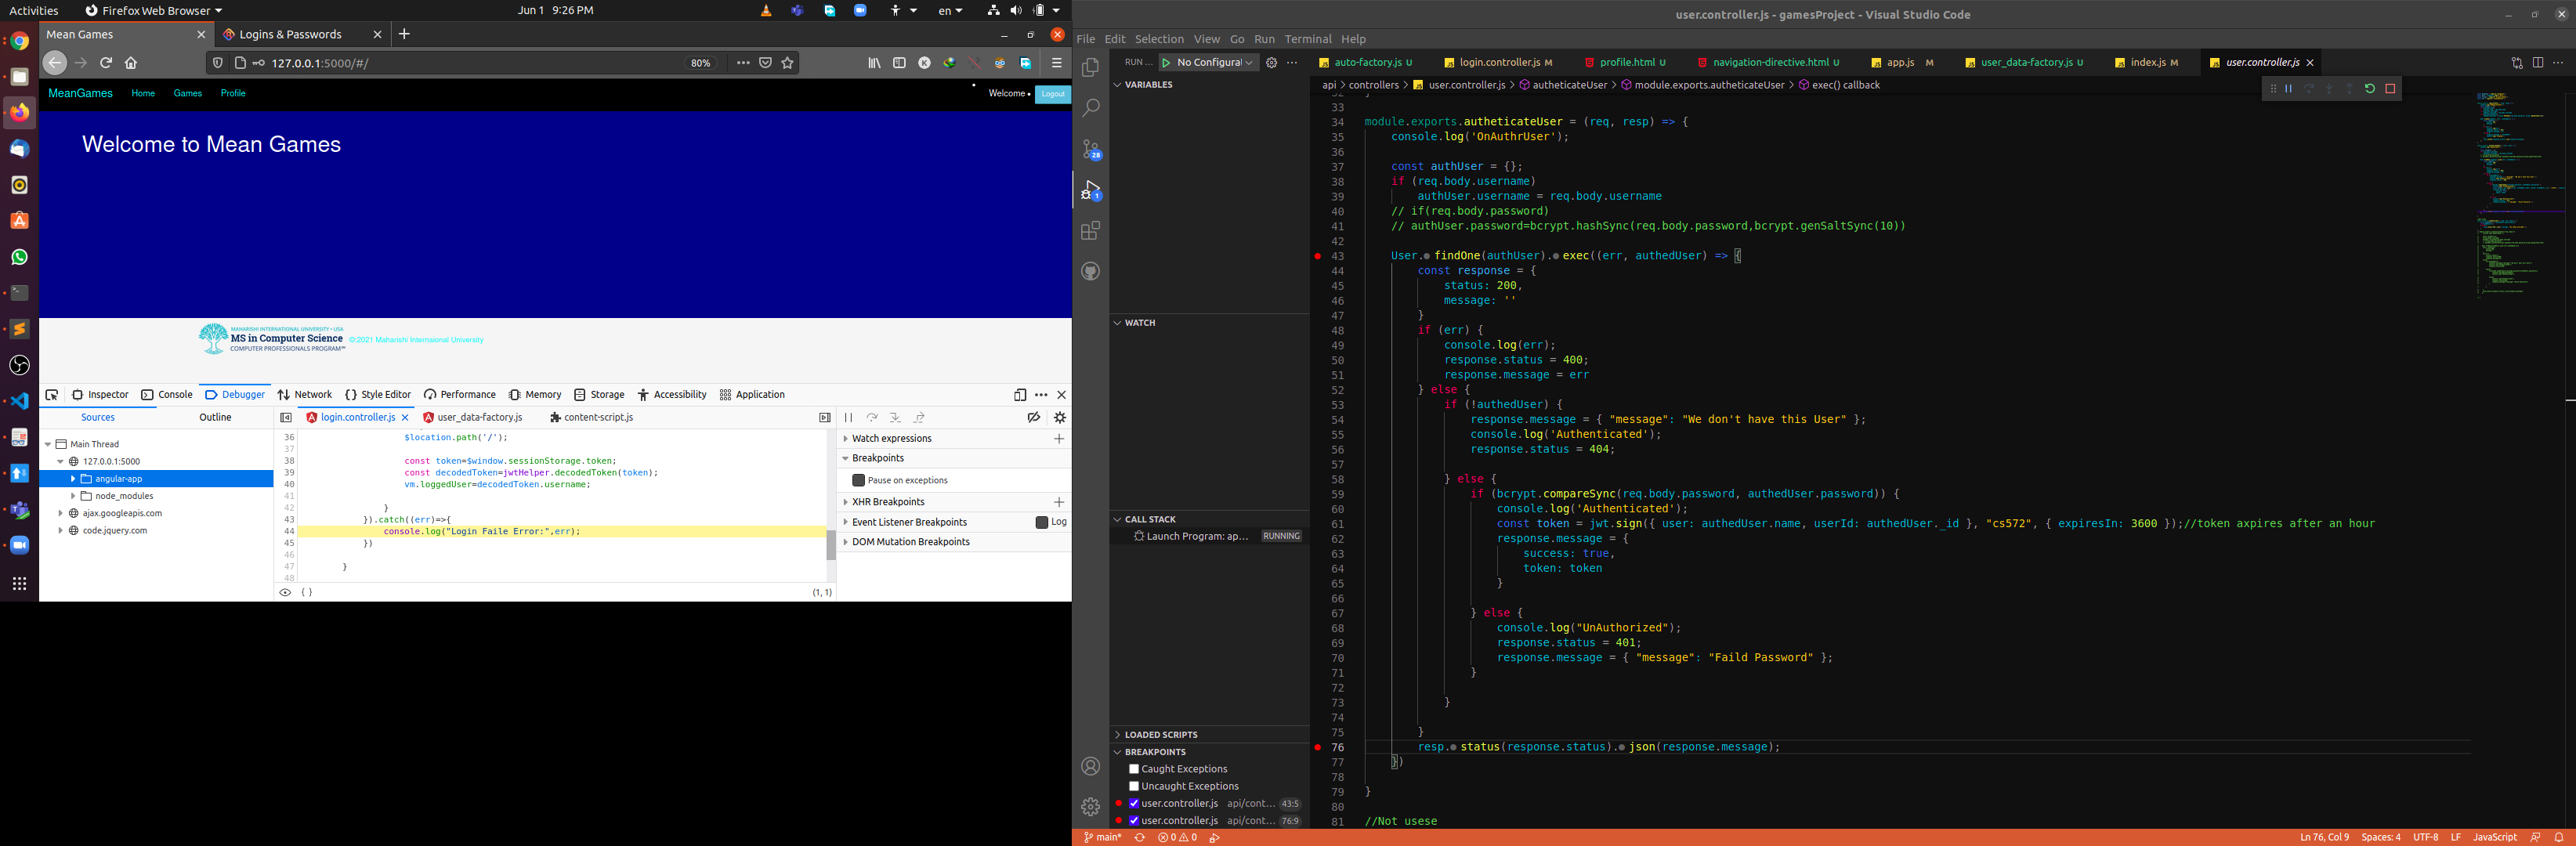 Activities
Firefox Web Browser
Jun 1 9:26 PM
en
Mean Games
Logins & Passwords
127.0.0.1:5000/#/
80%
MeanGames
Home
Games
Profile
Welcome •
Logout
Welcome to Mean Games
MAHARISHI INTERNATIONAL UNIVERSITY • USA
MS in Computer Science
COMPUTER PROFESSIONALS PROGRAM℠
©2021 Maharishi Internaional University
Inspector
Console
Debugger
Network
{} Style Editor
Performance
Memory
Storage
Accessibility
Application
Sources
Outline
login.controller.js
user_data-factory.js
content-script.js
Main Thread
127.0.0.1:5000
angular-app
node_modules
ajax.googleapis.com
code.jquery.com
36 $location.path('/');
37
38 const token=$window.sessionStorage.token;
39 const decodedToken=jwtHelper.decodedToken(token);
40 vm.loggedUser=decodedToken.username;
41
42 }
43 }).catch((err)=>{
44 console.log("Login Faile Error:",err);
45 })
46
47 }
48
{ }
(1, 1)
Watch expressions
Breakpoints
Pause on exceptions
XHR Breakpoints
Event Listener Breakpoints
Log
DOM Mutation Breakpoints
user.controller.js - gamesProject - Visual Studio Code
File Edit Selection View Go Run Terminal Help
RUN ...
No Configurat
auto-factory.js U
login.controller.js M
profile.html U
navigation-directive.html U
app.js M
user_data-factory.js U
index.js M
user.controller.js
api > controllers > user.controller.js > autheticateUser > module.exports.autheticateUser > exec() callback
VARIABLES
WATCH
CALL STACK
Launch Program: ap...
RUNNING
LOADED SCRIPTS
BREAKPOINTS
Caught Exceptions
Uncaught Exceptions
user.controller.js api/cont... 43:5
user.controller.js api/cont... 76:9
28
1
32 }
33
34 module.exports.autheticateUser = (req, resp) => {
35 console.log('OnAuthrUser');
36
37 const authUser = {};
38 if (req.body.username)
39 authUser.username = req.body.username
40 // if(req.body.password)
41 // authUser.password=bcrypt.hashSync(req.body.password,bcrypt.genSaltSync(10))
42
43 User.findOne(authUser).exec((err, authedUser) => {
44 const response = {
45 status: 200,
46 message: ''
47 }
48 if (err) {
49 console.log(err);
50 response.status = 400;
51 response.message = err
52 } else {
53 if (!authedUser) {
54 response.message = { "message": "We don't have this User" };
55 console.log('Authenticated');
56 response.status = 404;
57
58 } else {
59 if (bcrypt.compareSync(req.body.password, authedUser.password)) {
60 console.log('Authenticated');
61 const token = jwt.sign({ user: authedUser.name, userId: authedUser._id }, "cs572", { expiresIn: 3600 });//token axpires after an hour
62 response.message = {
63 success: true,
64 token: token
65 }
66
67 } else {
68 console.log("UnAuthorized");
69 response.status = 401;
70 response.message = { "message": "Faild Password" };
71 }
72
73 }
74
75 }
76 resp.status(response.status).json(response.message);
77 })
78
79 }
80
81 //Not usese
main*
0 0
Ln 76, Col 9
Spaces: 4
UTF-8
LF
JavaScript